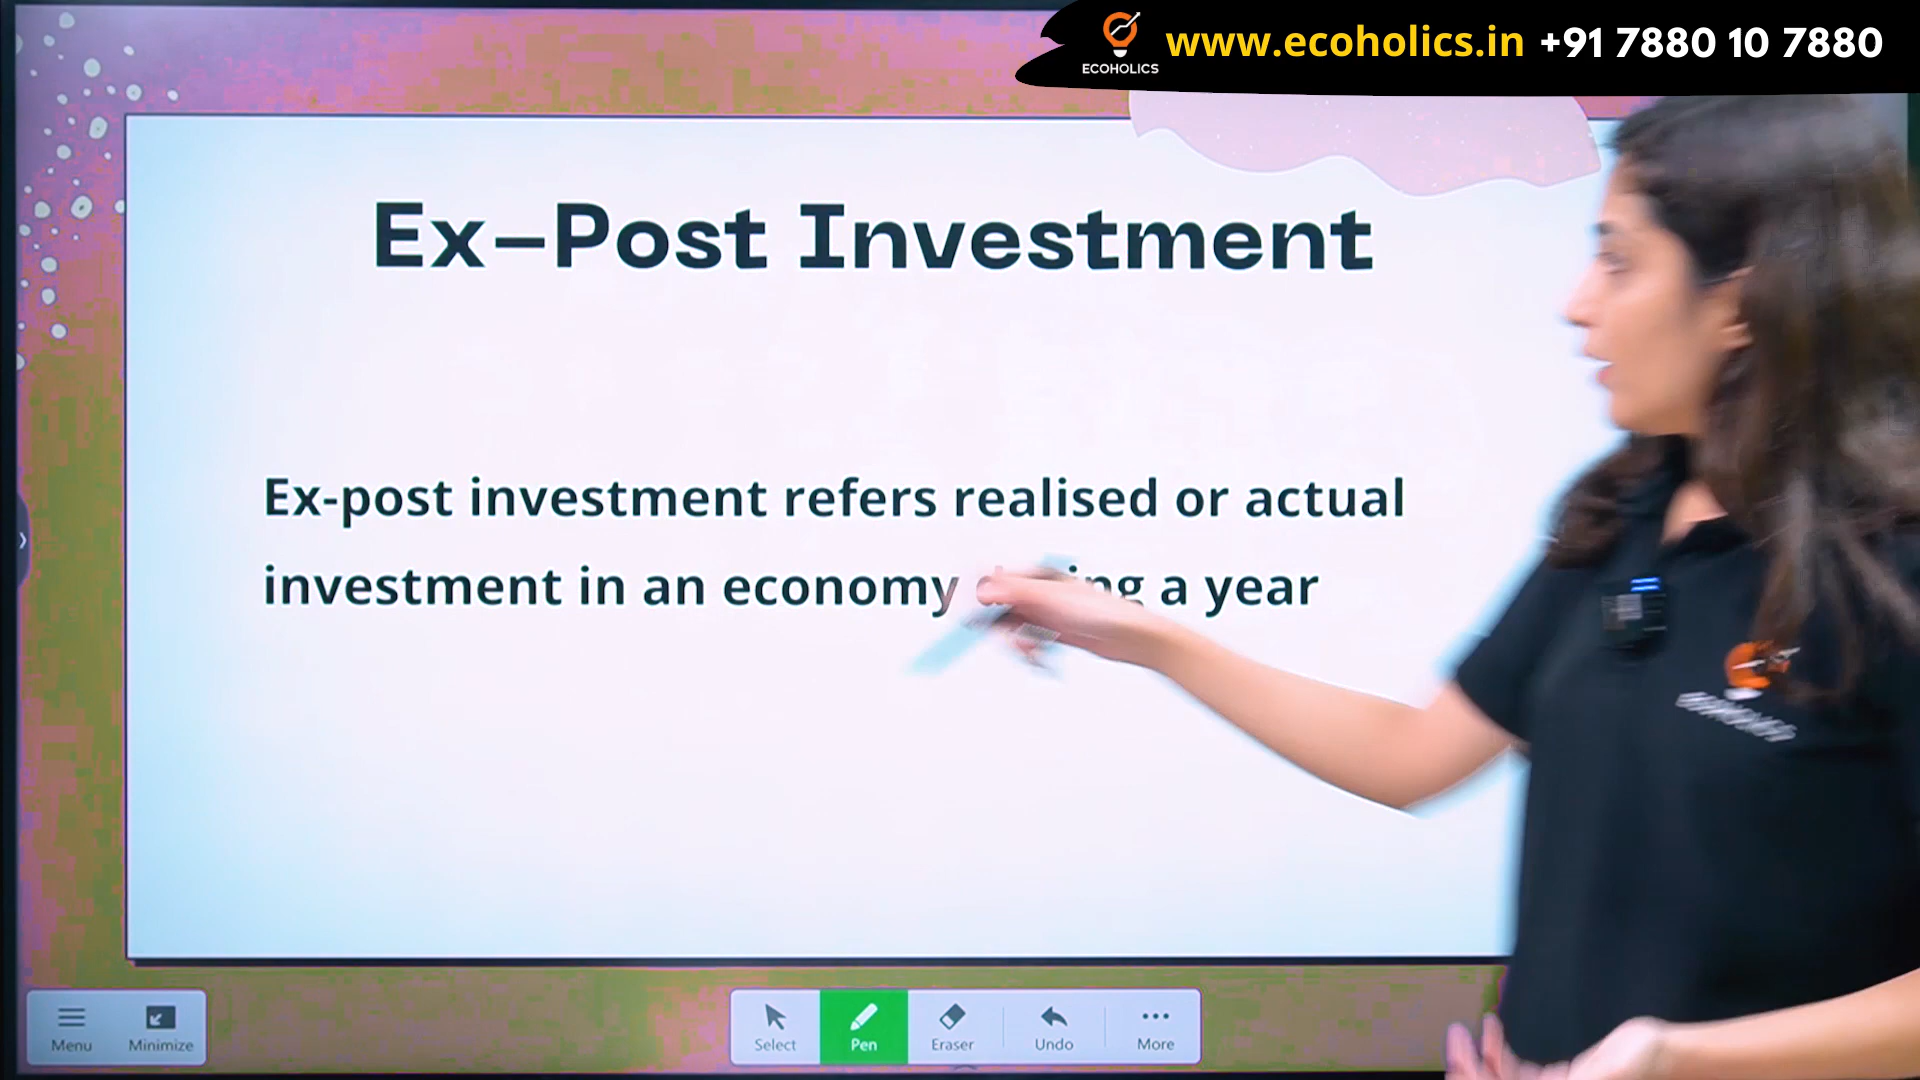 www.ecoholics.in +91 7880 10 7880
ECOHOLICS
Ex-Post Investment
Ex-post investment refers realised or actual
investment in an economy a year
Menu Minimize Select Pen Eraser Undo More